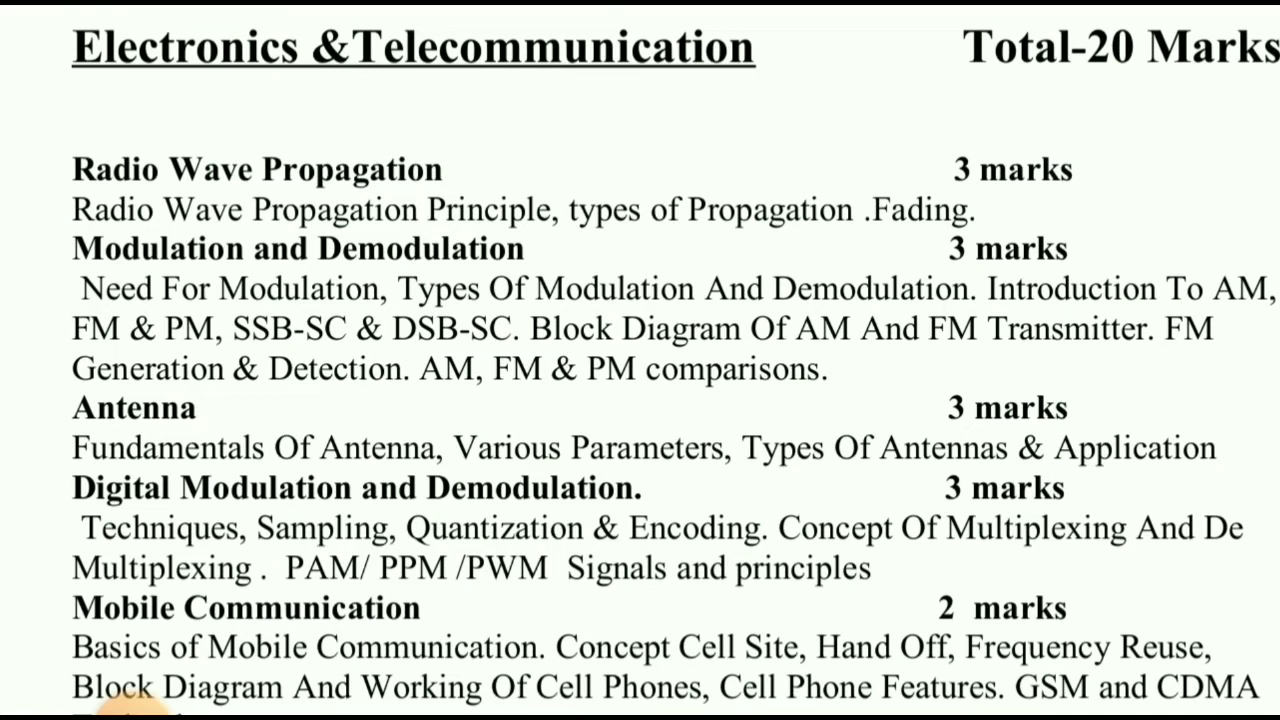 Electronics &Telecommunication Total-20 Marks
Radio Wave Propagation 3 marks
Radio Wave Propagation Principle, types of Propagation .Fading.
Modulation and Demodulation 3 marks
Need For Modulation, Types Of Modulation And Demodulation. Introduction To AM,
FM & PM, SSB-SC & DSB-SC. Block Diagram Of AM And FM Transmitter. FM
Generation & Detection. AM, FM & PM comparisons.
Antenna 3 marks
Fundamentals Of Antenna, Various Parameters, Types Of Antennas & Application
Digital Modulation and Demodulation. 3 marks
Techniques, Sampling, Quantization & Encoding. Concept Of Multiplexing And De
Multiplexing . PAM/ PPM /PWM Signals and principles
Mobile Communication 2 marks
Basics of Mobile Communication. Concept Cell Site, Hand Off, Frequency Reuse,
Block Diagram And Working Of Cell Phones, Cell Phone Features. GSM and CDMA